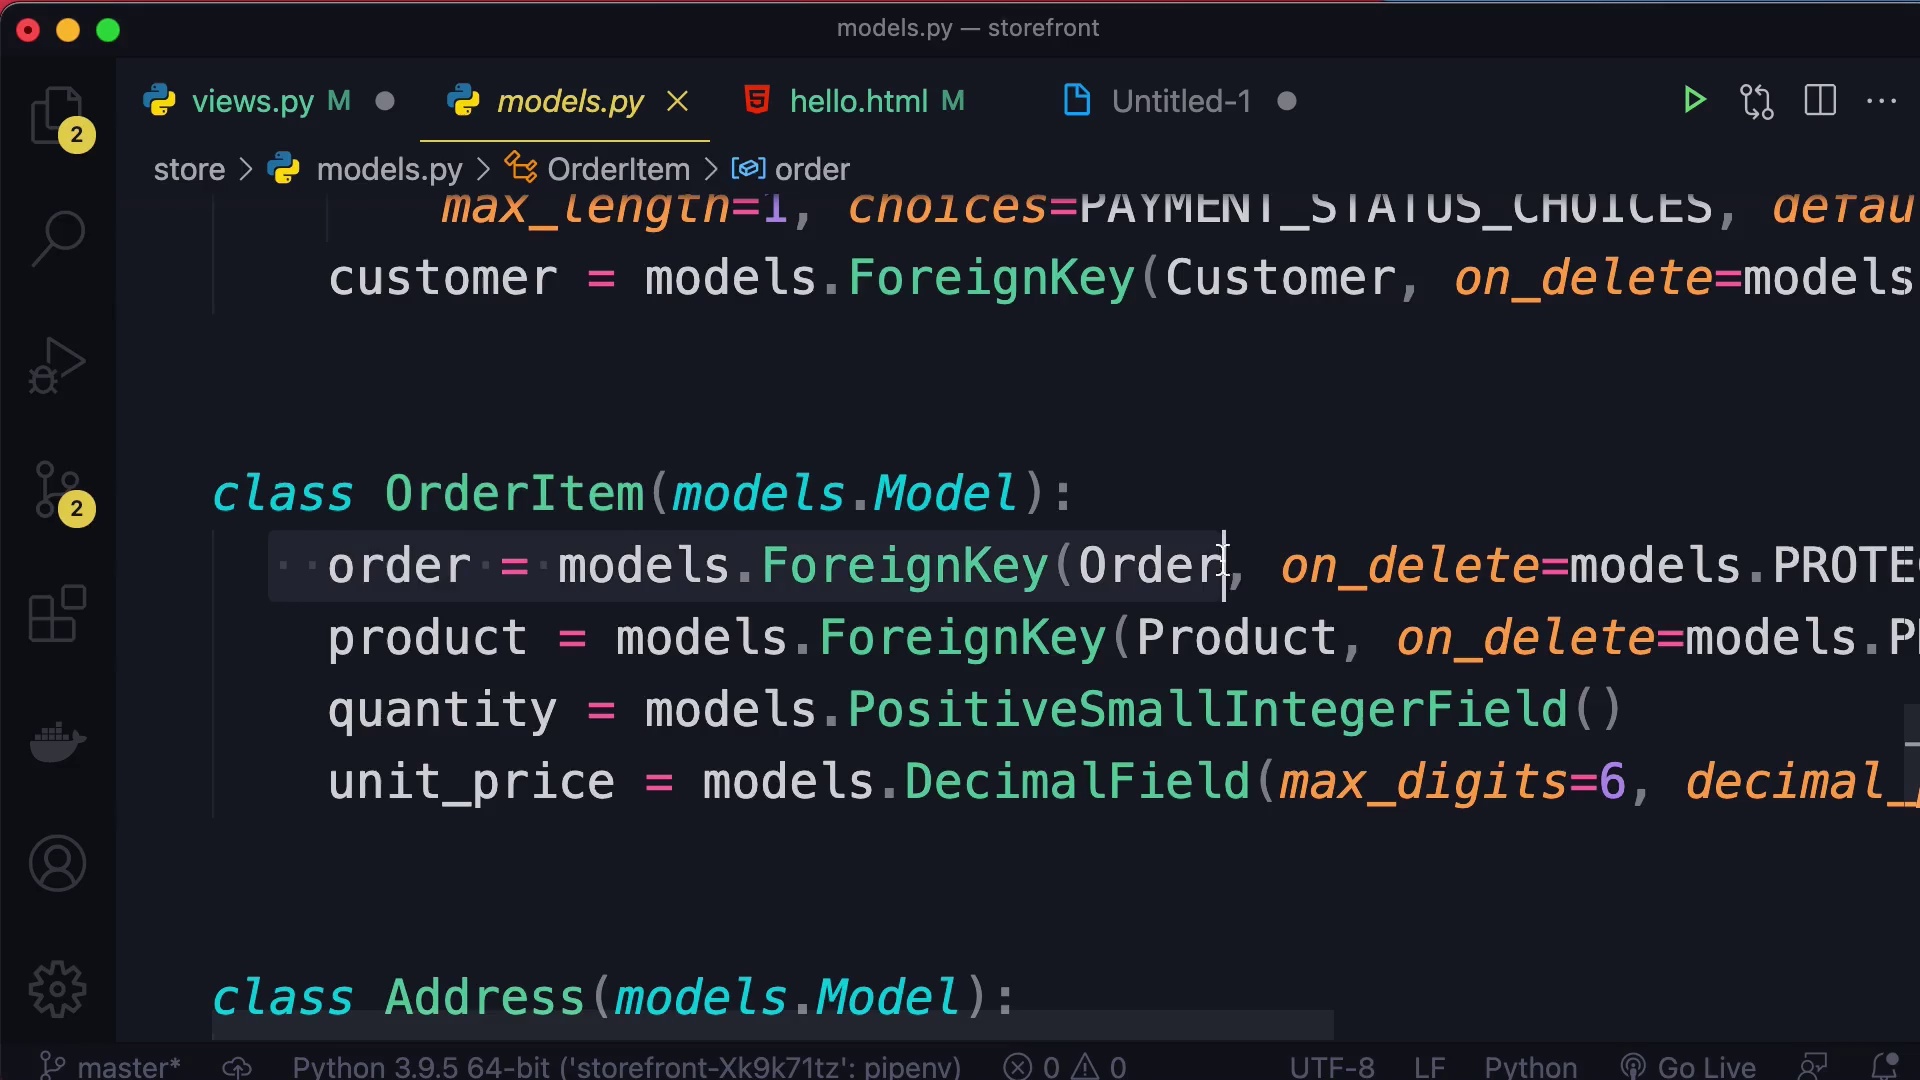 models.py — storefront
views.py M
models.py
hello.html M
Untitled-1
2
store > models.py > OrderItem > order
max_length=1, choices=PAYMENT_STATUS_CHOICES, defau
customer = models.ForeignKey(Customer, on_delete=models
class OrderItem(models.Model):
order = models.ForeignKey(Order, on_delete=models.PROTE
product = models.ForeignKey(Product, on_delete=models.P
2
quantity = models.PositiveSmallIntegerField()
unit_price = models.DecimalField(max_digits=6, decimal_
class Address(models.Model):
master* Python 3.9.5 64-bit ('storefront-Xk9k71tz': pipenv) 0 0 UTF-8 LF Python Go Live